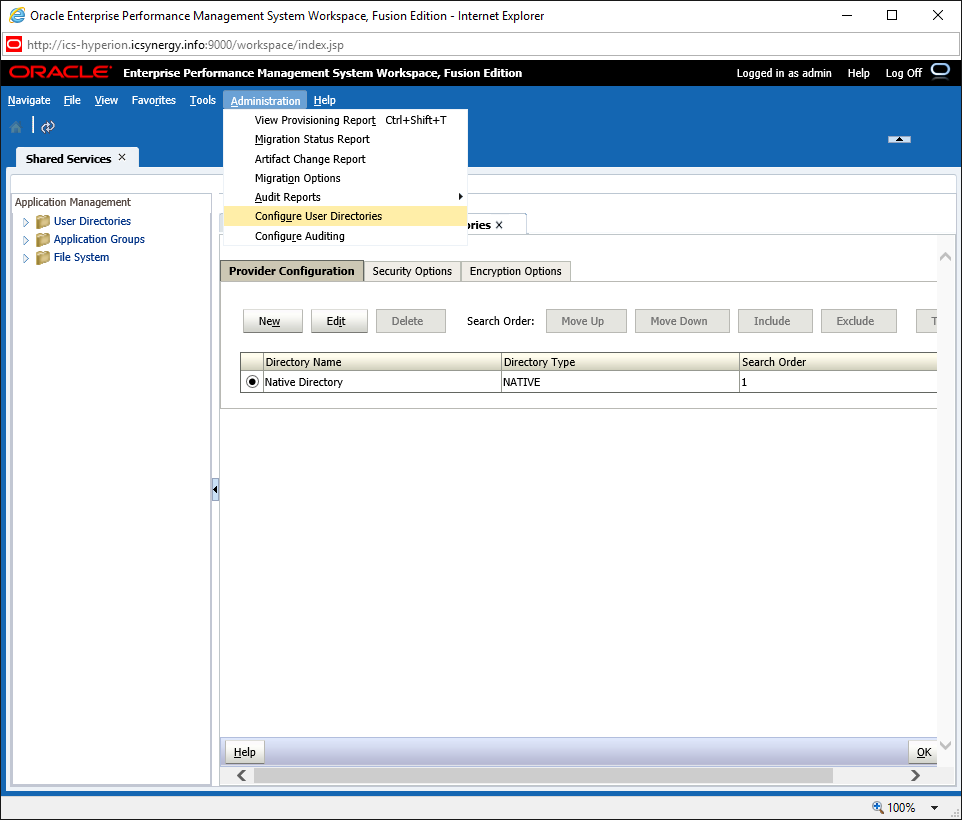 Oracle Enterprise Performance Management System Workspace, Fusion Edition - Internet Explorer
http://ics-hyperion.icsynergy.info:9000/workspace/index.jsp
ORACLE Enterprise Performance Management System Workspace, Fusion Edition Logged in as admin Help Log Off
Navigate File View Favorites Tools Administration Help
View Provisioning Report Ctrl+Shift+T
Migration Status Report
Artifact Change Report
Migration Options
Audit Reports
Configure User Directories
Configure Auditing
Shared Services
Application Management
User Directories
Application Groups
File System
ories
Provider Configuration Security Options Encryption Options
New Edit Delete Search Order: Move Up Move Down Include Exclude T
Directory Name Directory Type Search Order
Native Directory NATIVE 1
Help OK
100%